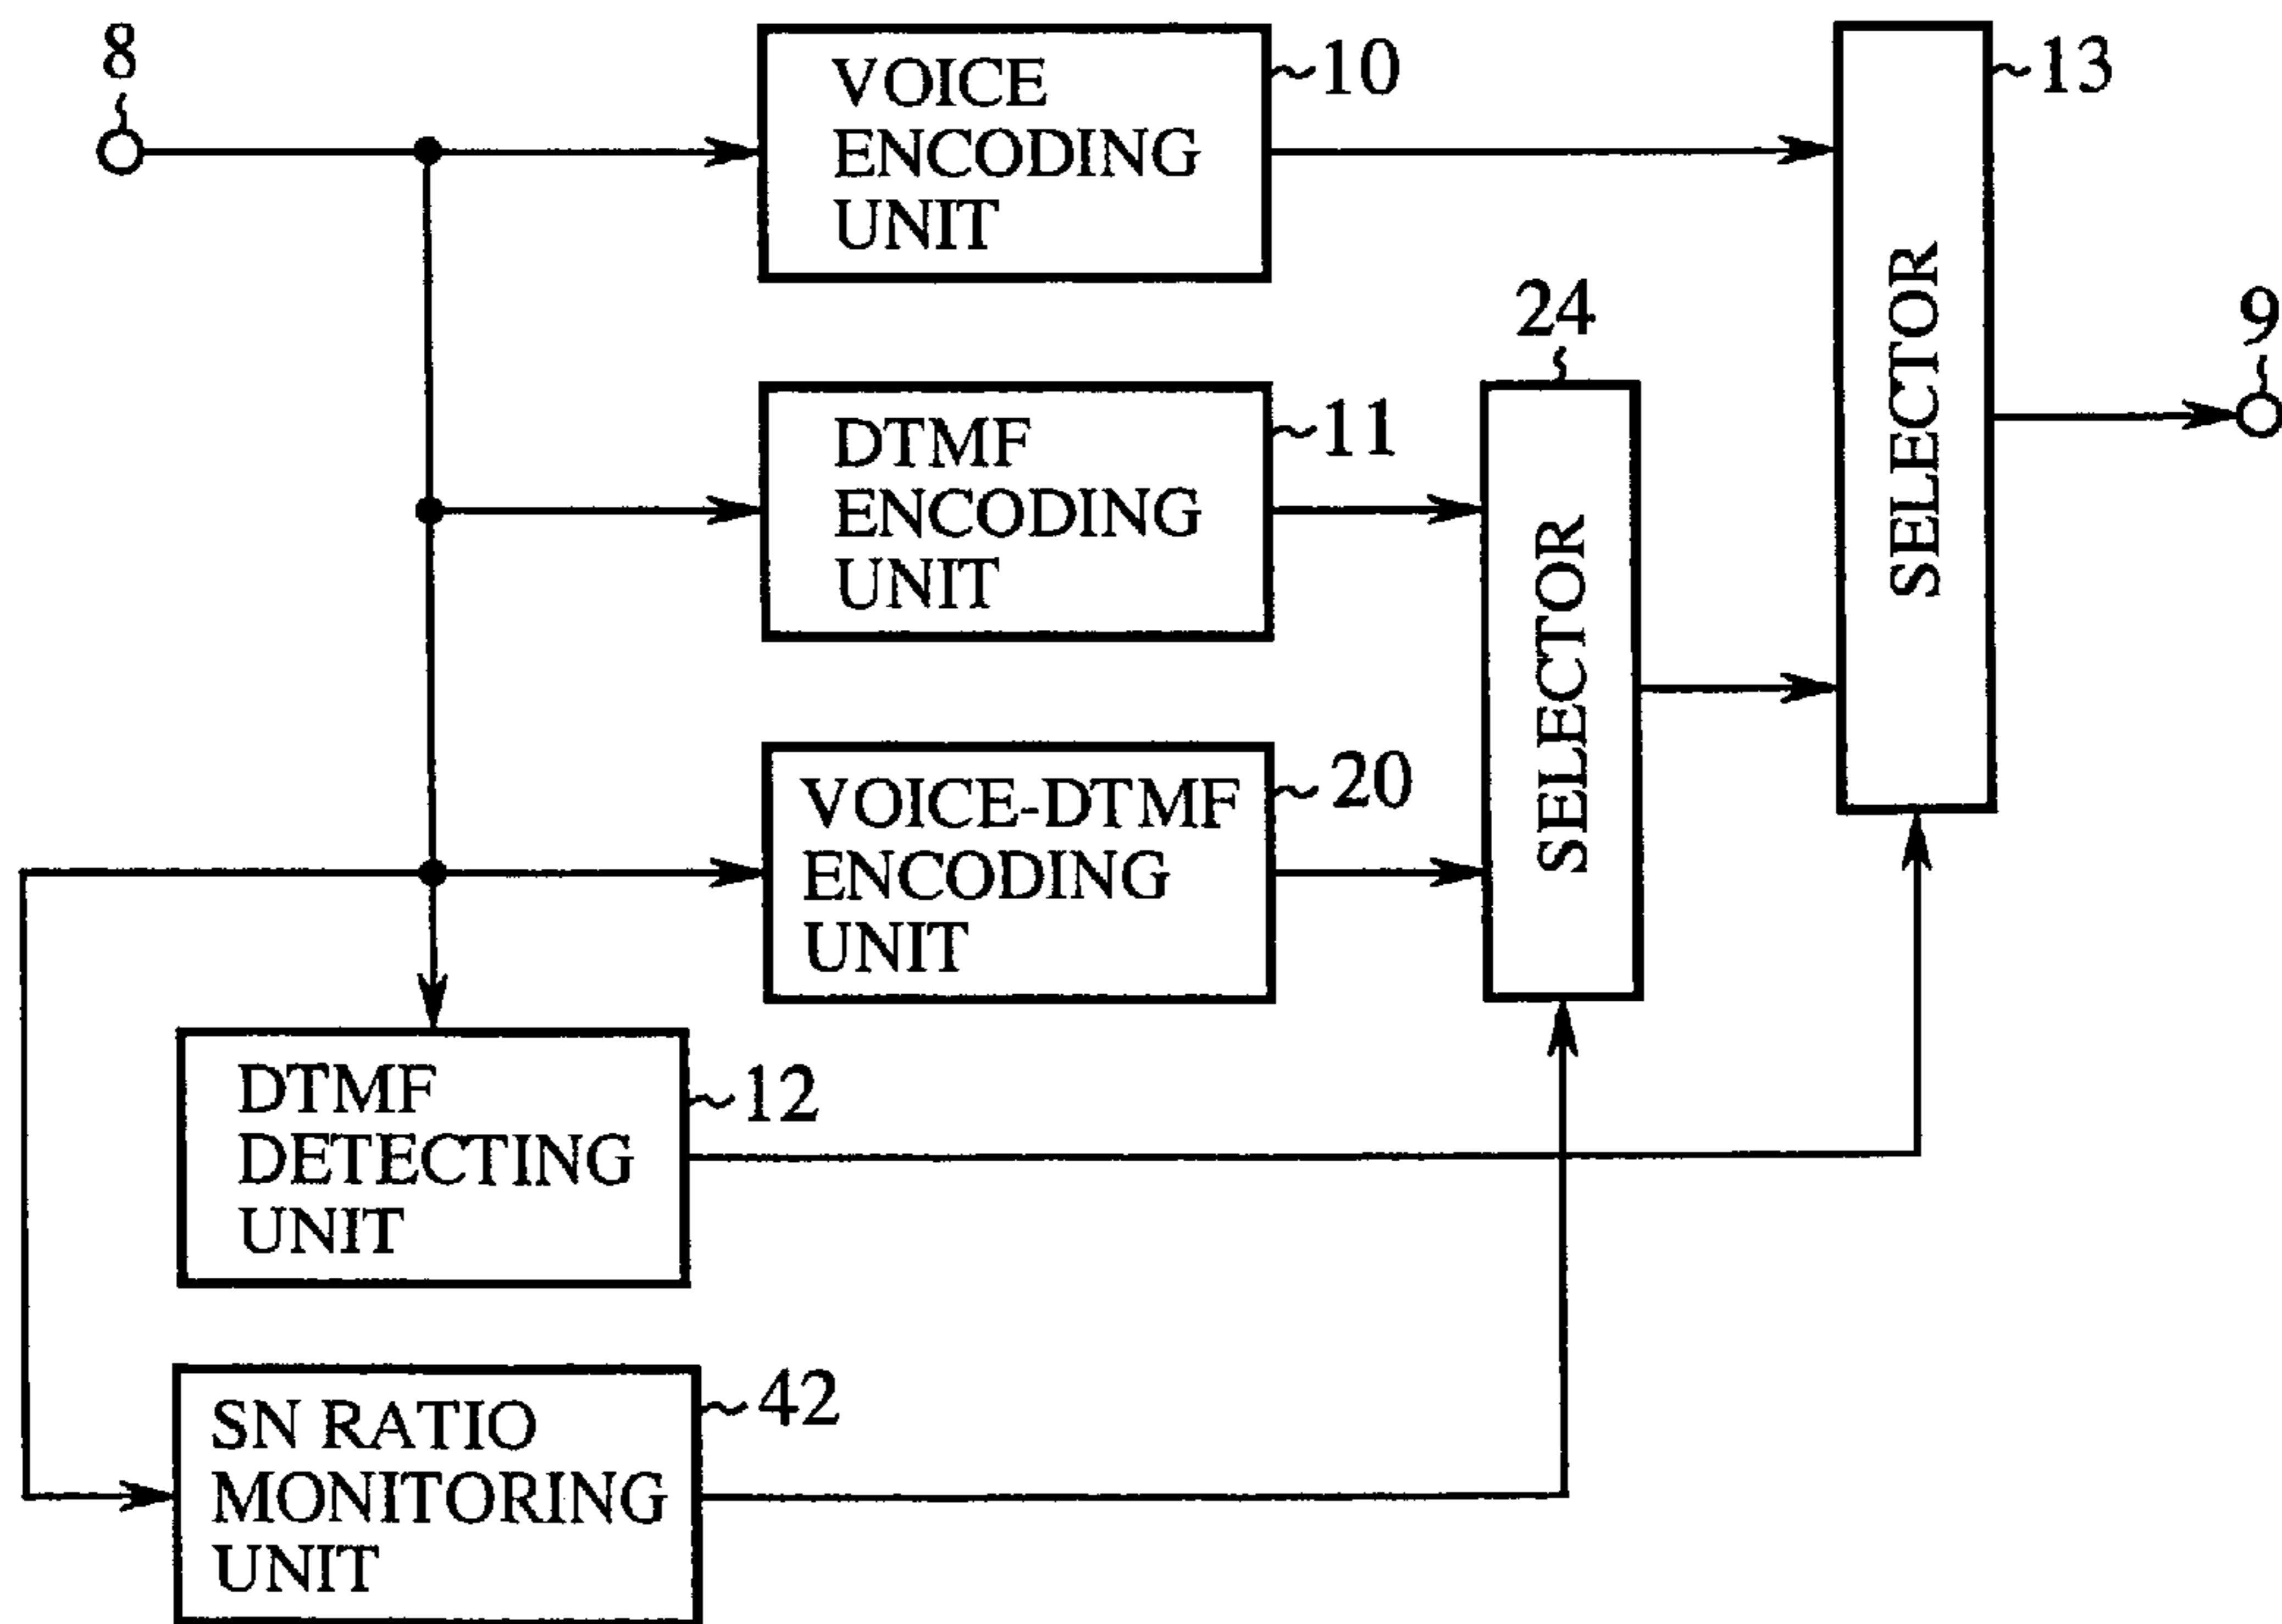 8
VOICE
ENCODING
UNIT
10
13
SELECTOR
9
DTMF
ENCODING
UNIT
11
24
SELECTOR
VOICE-DTMF
ENCODING
UNIT
20
DTMF
DETECTING
UNIT
12
SN RATIO
MONITORING
UNIT
42